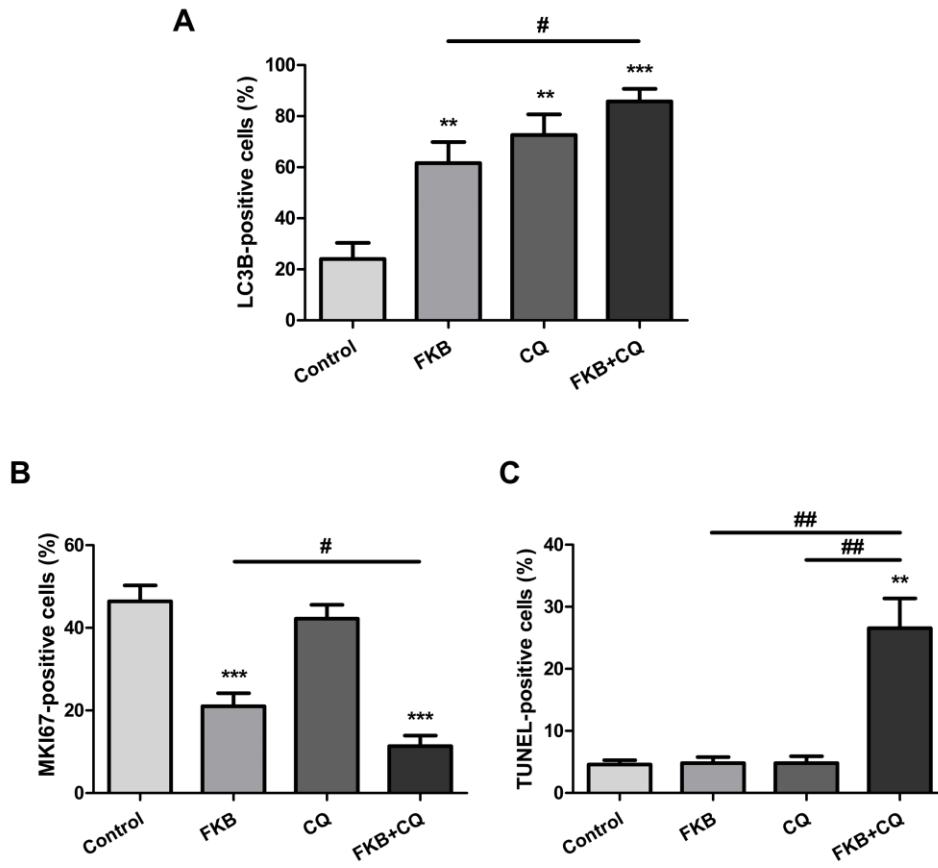 A
#
LC3B-positive cells (%)
100
80
60
40
20
0
**
**
***
Control
FKB
CQ
FKB+CQ
B
#
MKI67-positive cells (%)
60
40
20
0
***
***
Control
FKB
CQ
FKB+CQ
C
##
##
TUNEL-positive cells (%)
40
30
20
10
0
**
Control
FKB
CQ
FKB+CQ